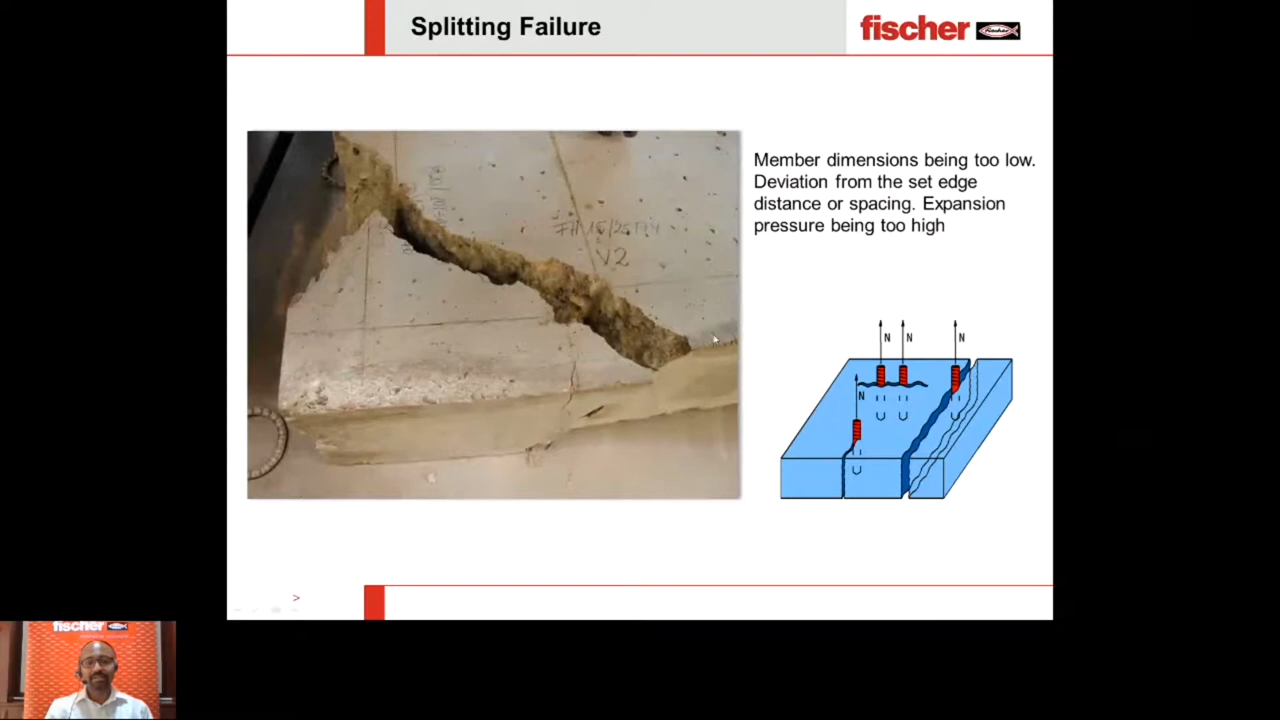 Splitting Failure
fischer
fischer
Member dimensions being too low.
Deviation from the set edge
distance or spacing. Expansion
pressure being too high
V2
N
N
N
N
>
fischer